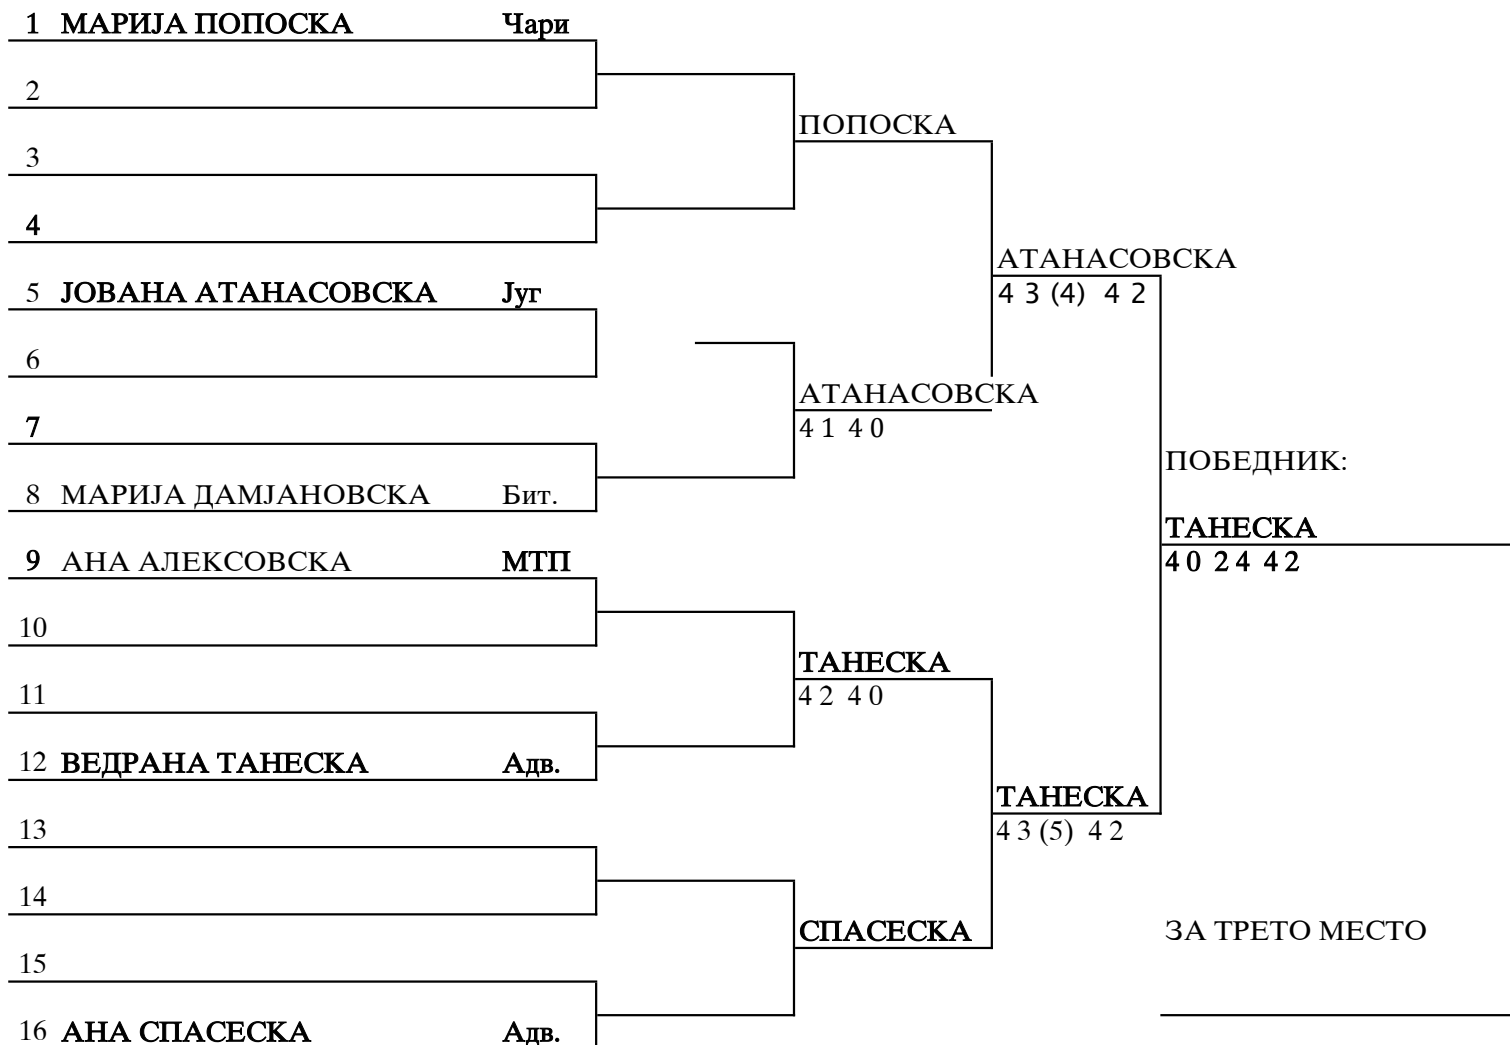 1 МАРИЈА ПОПОСКА Чари
2
ПОПОСКА
3
4
АТАНАСОВСКА
5 ЈОВАНА АТАНАСОВСКА Југ
4 3 (4) 4 2
6
АТАНАСОВСКА
7
4 1 4 0
ПОБЕДНИК:
8 МАРИЈА ДАМЈАНОВСКА Бит.
ТАНЕСКА
9 АНА АЛЕКСОВСКА МТП
4 0 2 4 4 2
10
ТАНЕСКА
11
4 2 4 0
12 ВЕДРАНА ТАНЕСКА Адв.
ТАНЕСКА
13
4 3 (5) 4 2
14
СПАСЕСКА
ЗА ТРЕТО МЕСТО
15
16 АНА СПАСЕСКА Адв.